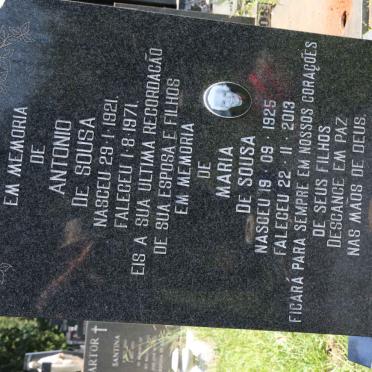 EM MEMORIA
DE
ANTONIO
DE SOUSA
NASCEU 29·1·1921.
FALECEU 1·8·1971.
EIS A SUA ULTIMA RECORDAÇÃO
DE SUA ESPOSA E FILHOS
EM MEMORIA
DE
MARIA
DE SOUSA
NASCEU 19 · 09 · 1925
FALECEU 22 · 11 · 2013
FICARÁ PARA SEMPRE EM NOSSOS CORAÇÕES
DE SEUS FILHOS
DESCANSE EM PAZ
NAS MÃOS DE DEUS.
ARTOR
SANTINA